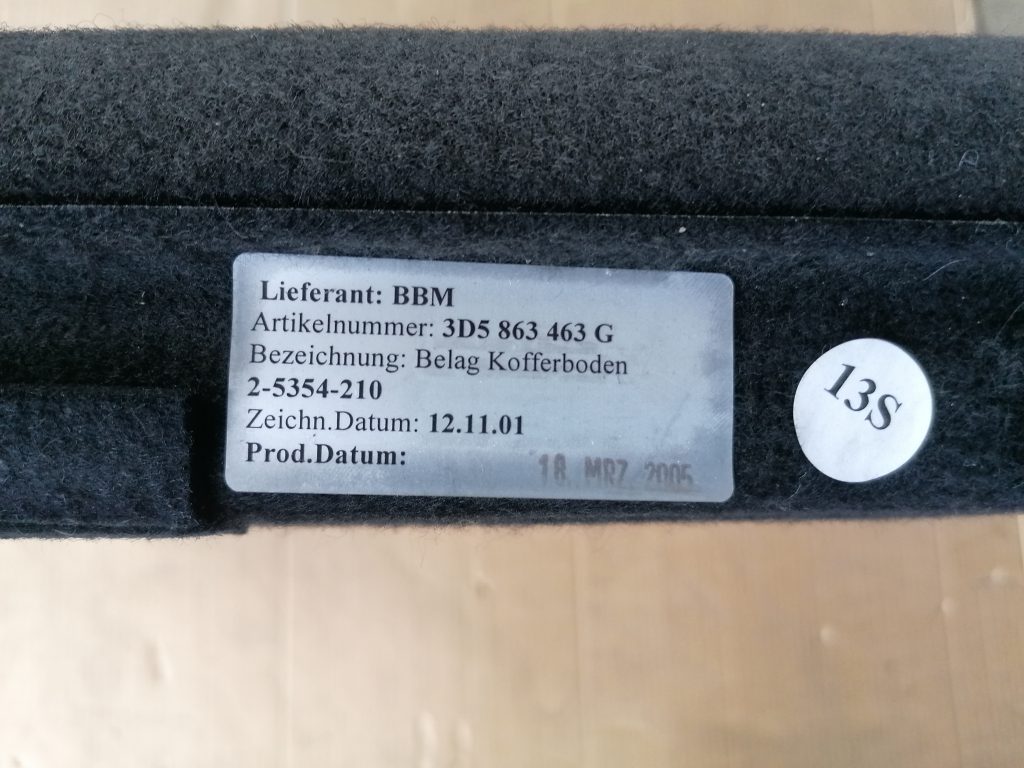 Lieferant: BBM
Artikelnummer: 3D5 863 463 G
Bezeichnung: Belag Kofferboden
2-5354-210
Zeichn.Datum: 12.11.01
Prod.Datum: 18 MRZ 2005
13S